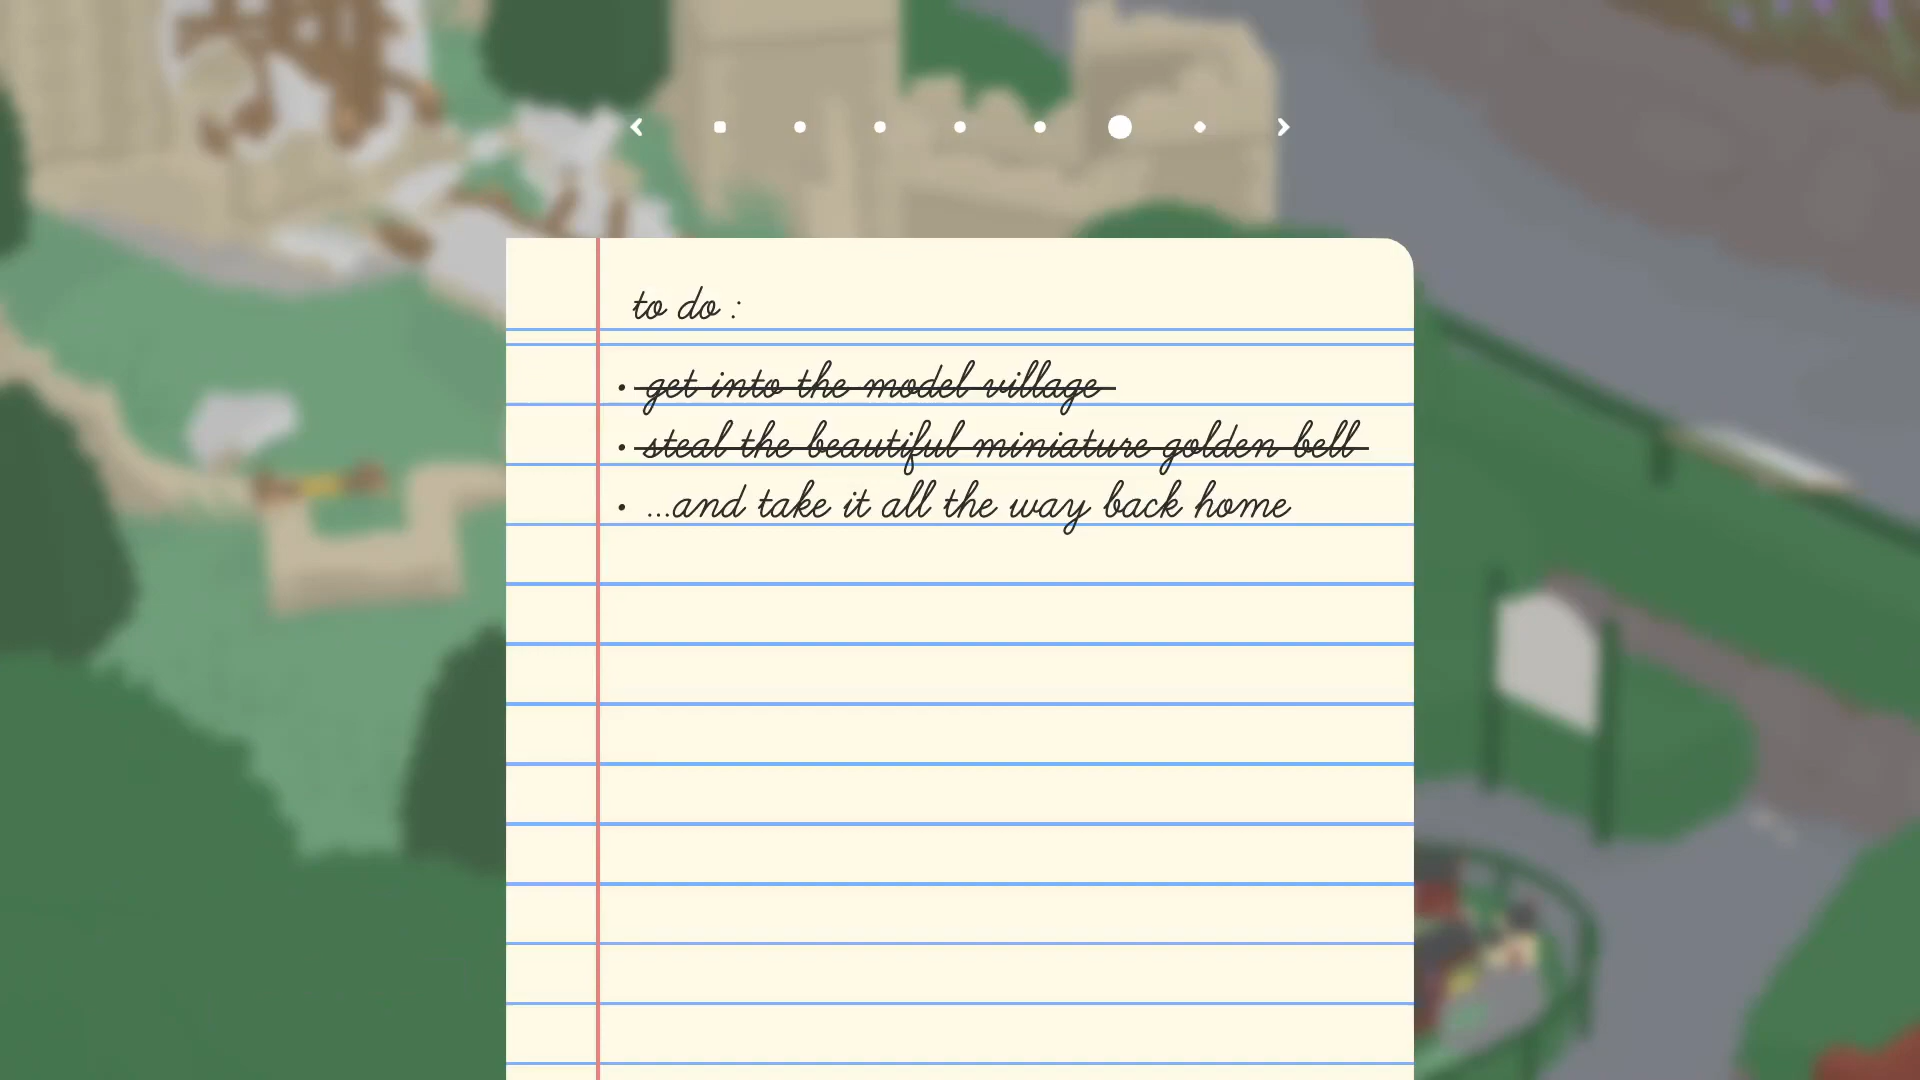 to do :
• get into the model village
• steal the beautiful miniature golden bell
• ...and take it all the way back home